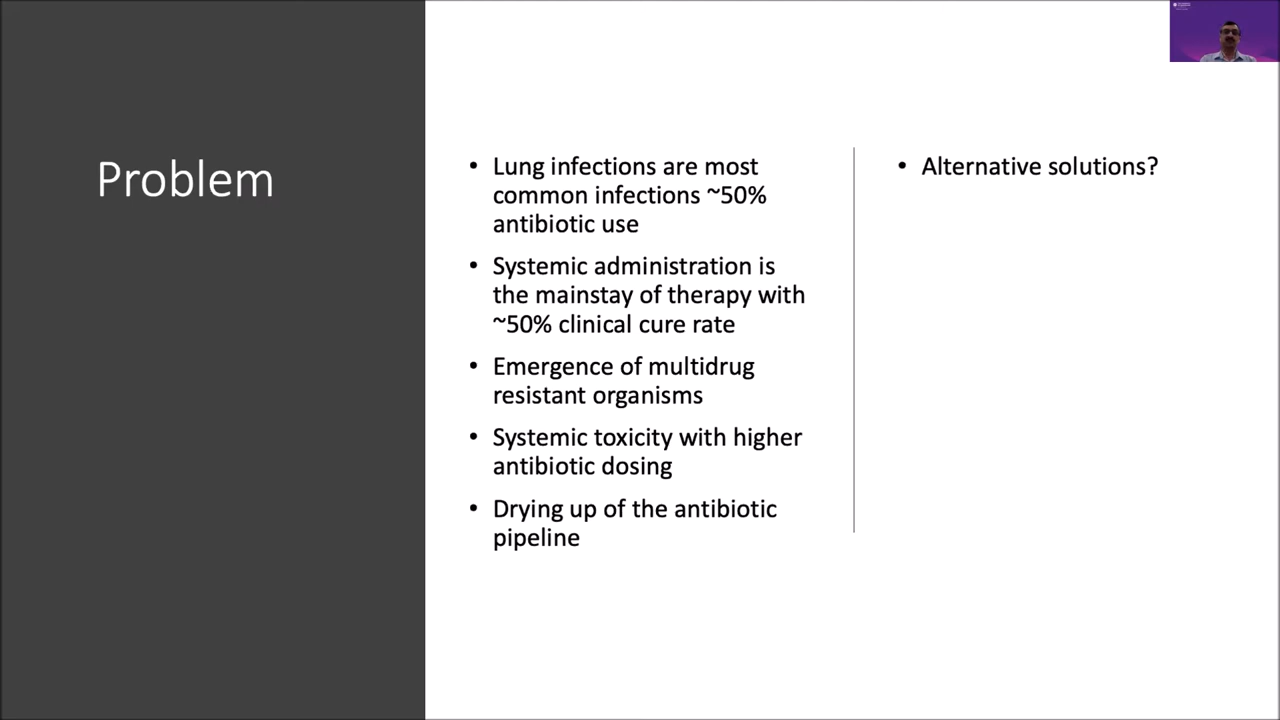 Problem
• Lung infections are most
common infections ~50%
antibiotic use
• Systemic administration is
the mainstay of therapy with
~50% clinical cure rate
• Emergence of multidrug
resistant organisms
• Systemic toxicity with higher
antibiotic dosing
• Drying up of the antibiotic
pipeline
• Alternative solutions?